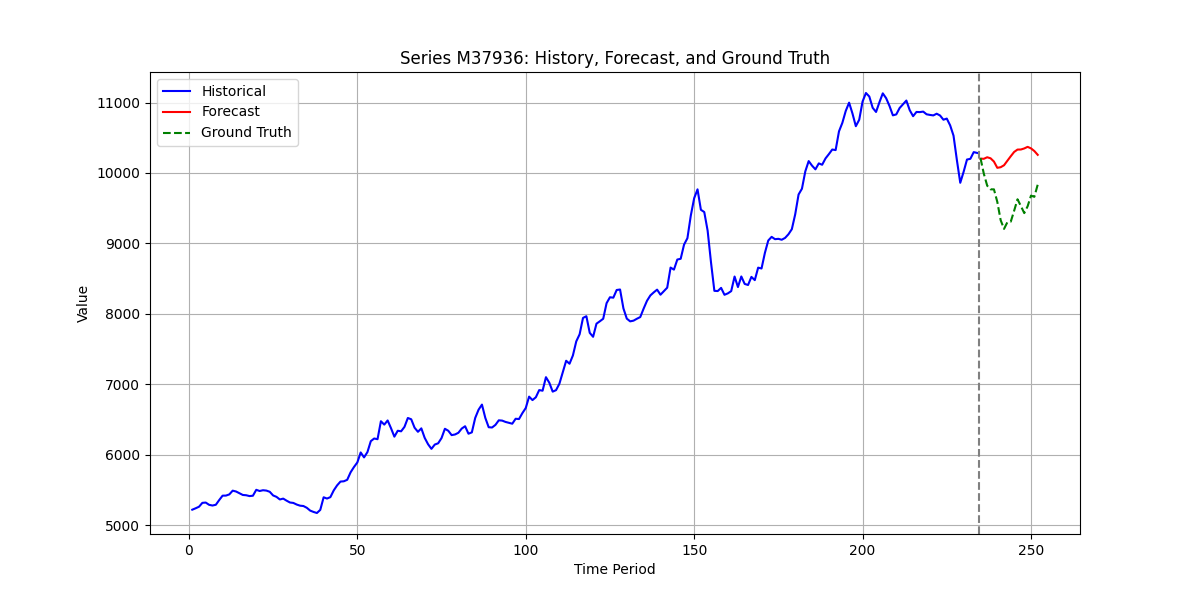 Series M37936: History, Forecast, and Ground Truth
Historical
Forecast
Ground Truth
11000
10000
9000
8000
7000
6000
5000
Value
0 50 100 150 200 250
Time Period